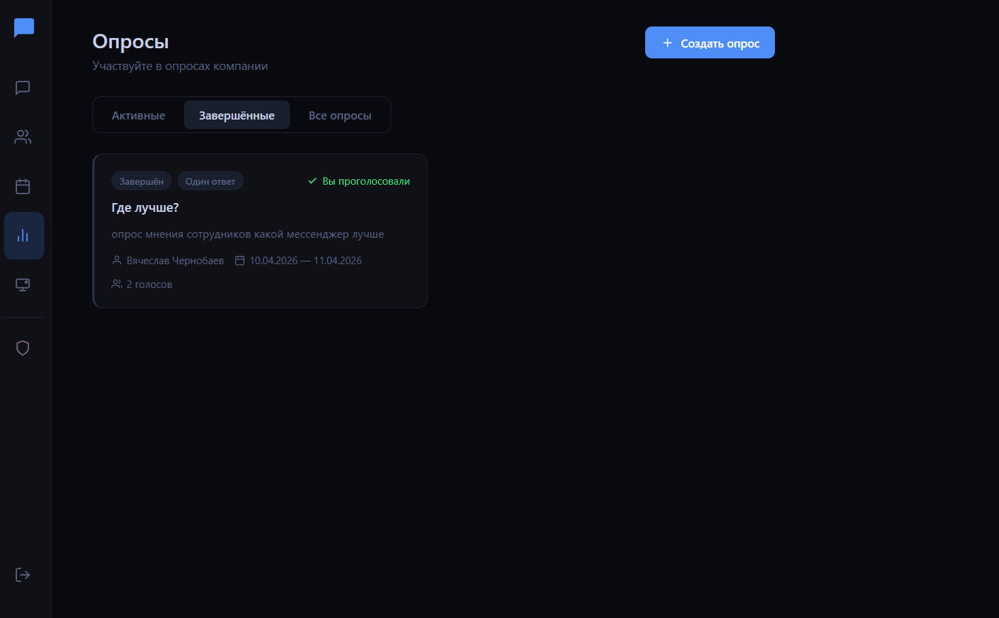 Опросы
Создать опрос
Участвуйте в опросах компании
Активные Завершённые Все опросы
Завершён Один ответ Вы проголосовали
Где лучше?
опрос мнения сотрудников какой мессенджер лучше
Вячеслав Чернобаев 10.04.2026 — 11.04.2026
2 голосов